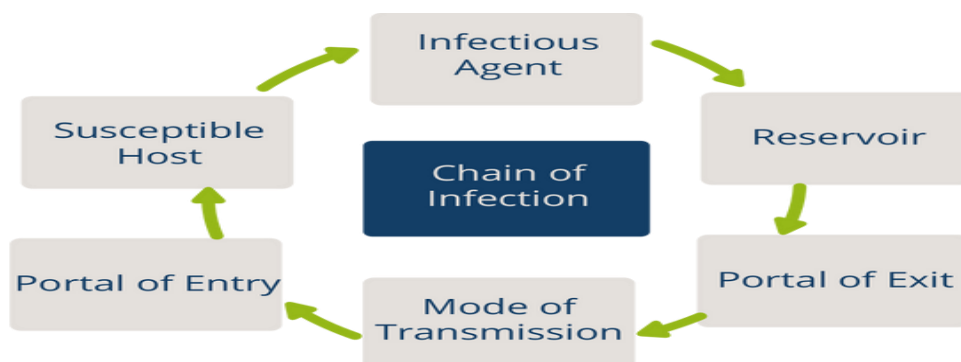 Infectious
Agent
Reservoir
Portal of Exit
Mode of
Transmission
Portal of Entry
Susceptible
Host
Chain of
Infection